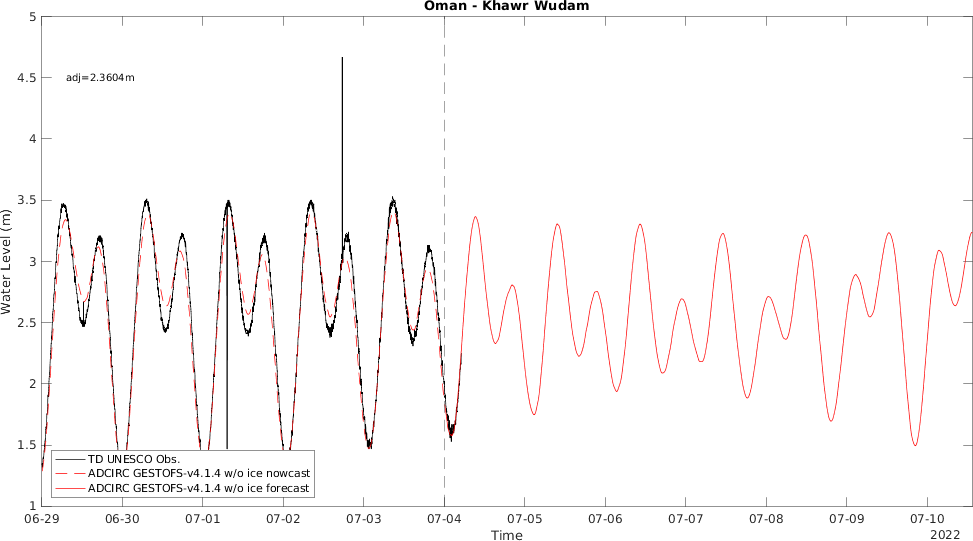 Oman - Khawr Wudam
5
4.5
4
3.5
3
2.5
2
1.5
1
Water Level (m)
adj=2.3604m
TD UNESCO Obs.
ADCIRC GESTOFS-v4.1.4 w/o ice nowcast
ADCIRC GESTOFS-v4.1.4 w/o ice forecast
06-29 06-30 07-01 07-02 07-03 07-04 07-05 07-06 07-07 07-08 07-09 07-10
Time
2022